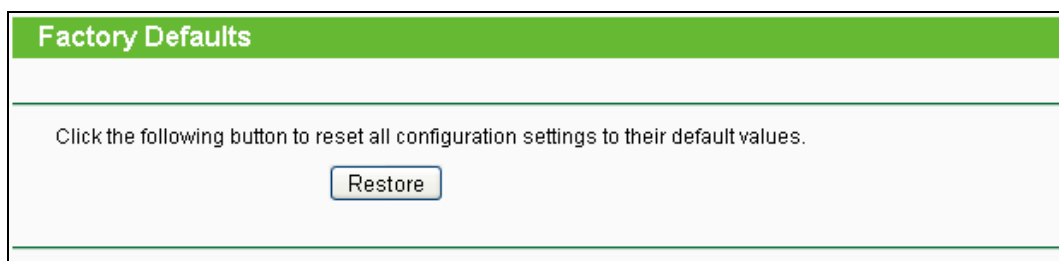 Factory Defaults
Click the following button to reset all configuration settings to their default values.
Restore